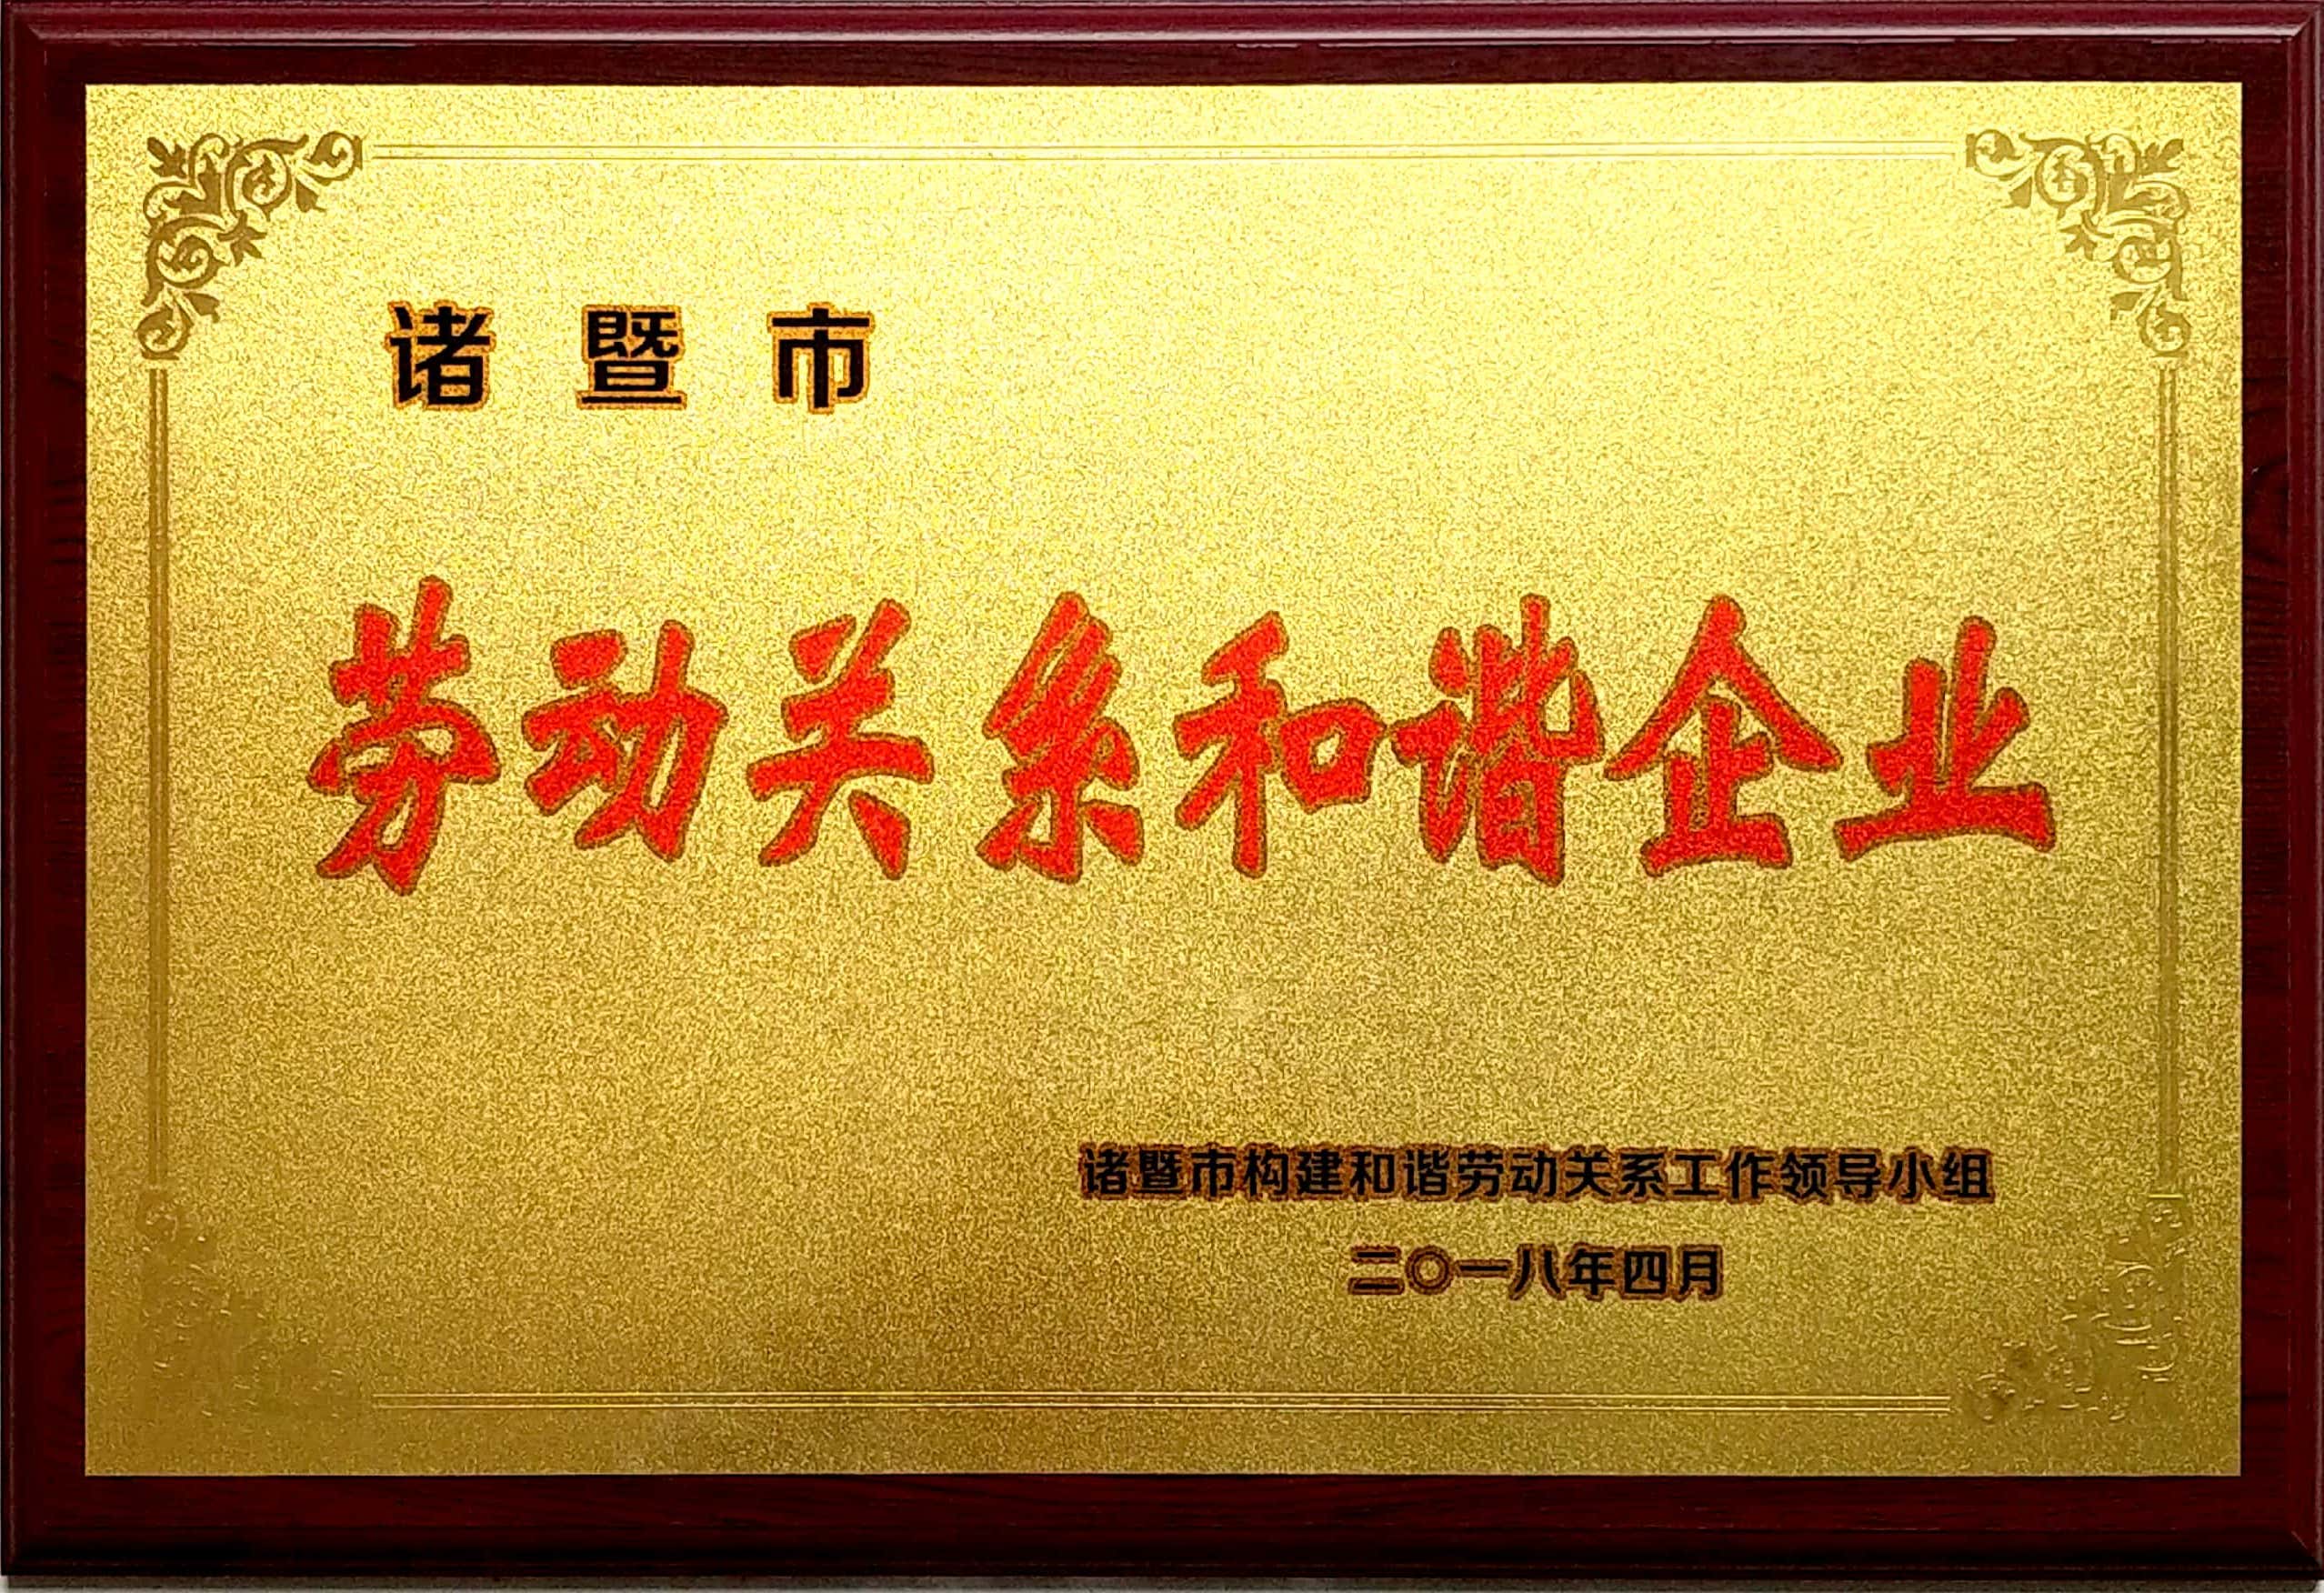 诸暨市
劳动关系和谐企业
诸暨市构建和谐劳动关系工作领导小组
二〇一八年四月